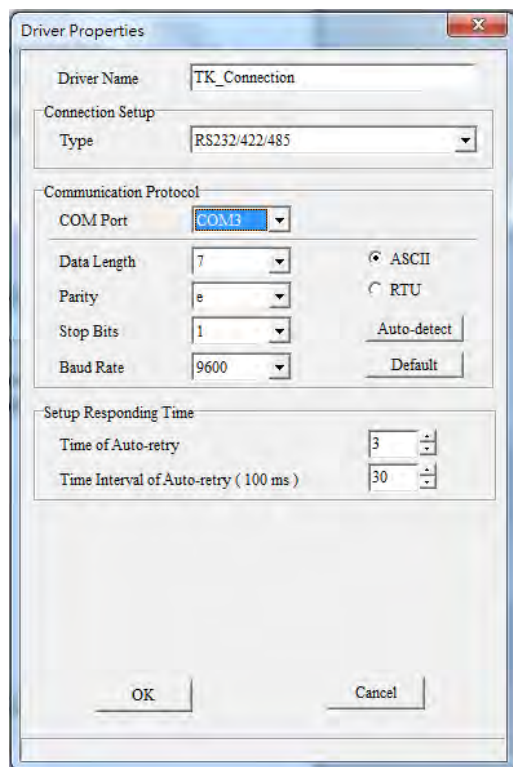 Driver Properties
Driver Name TK_Connection
Connection Setup
Type RS232/422/485
Communication Protocol
COM Port COM3
Data Length 7 ASCII
Parity e RTU
Stop Bits 1 Auto-detect
Baud Rate 9600 Default
Setup Responding Time
Time of Auto-retry 3
Time Interval of Auto-retry ( 100 ms ) 30
OK Cancel